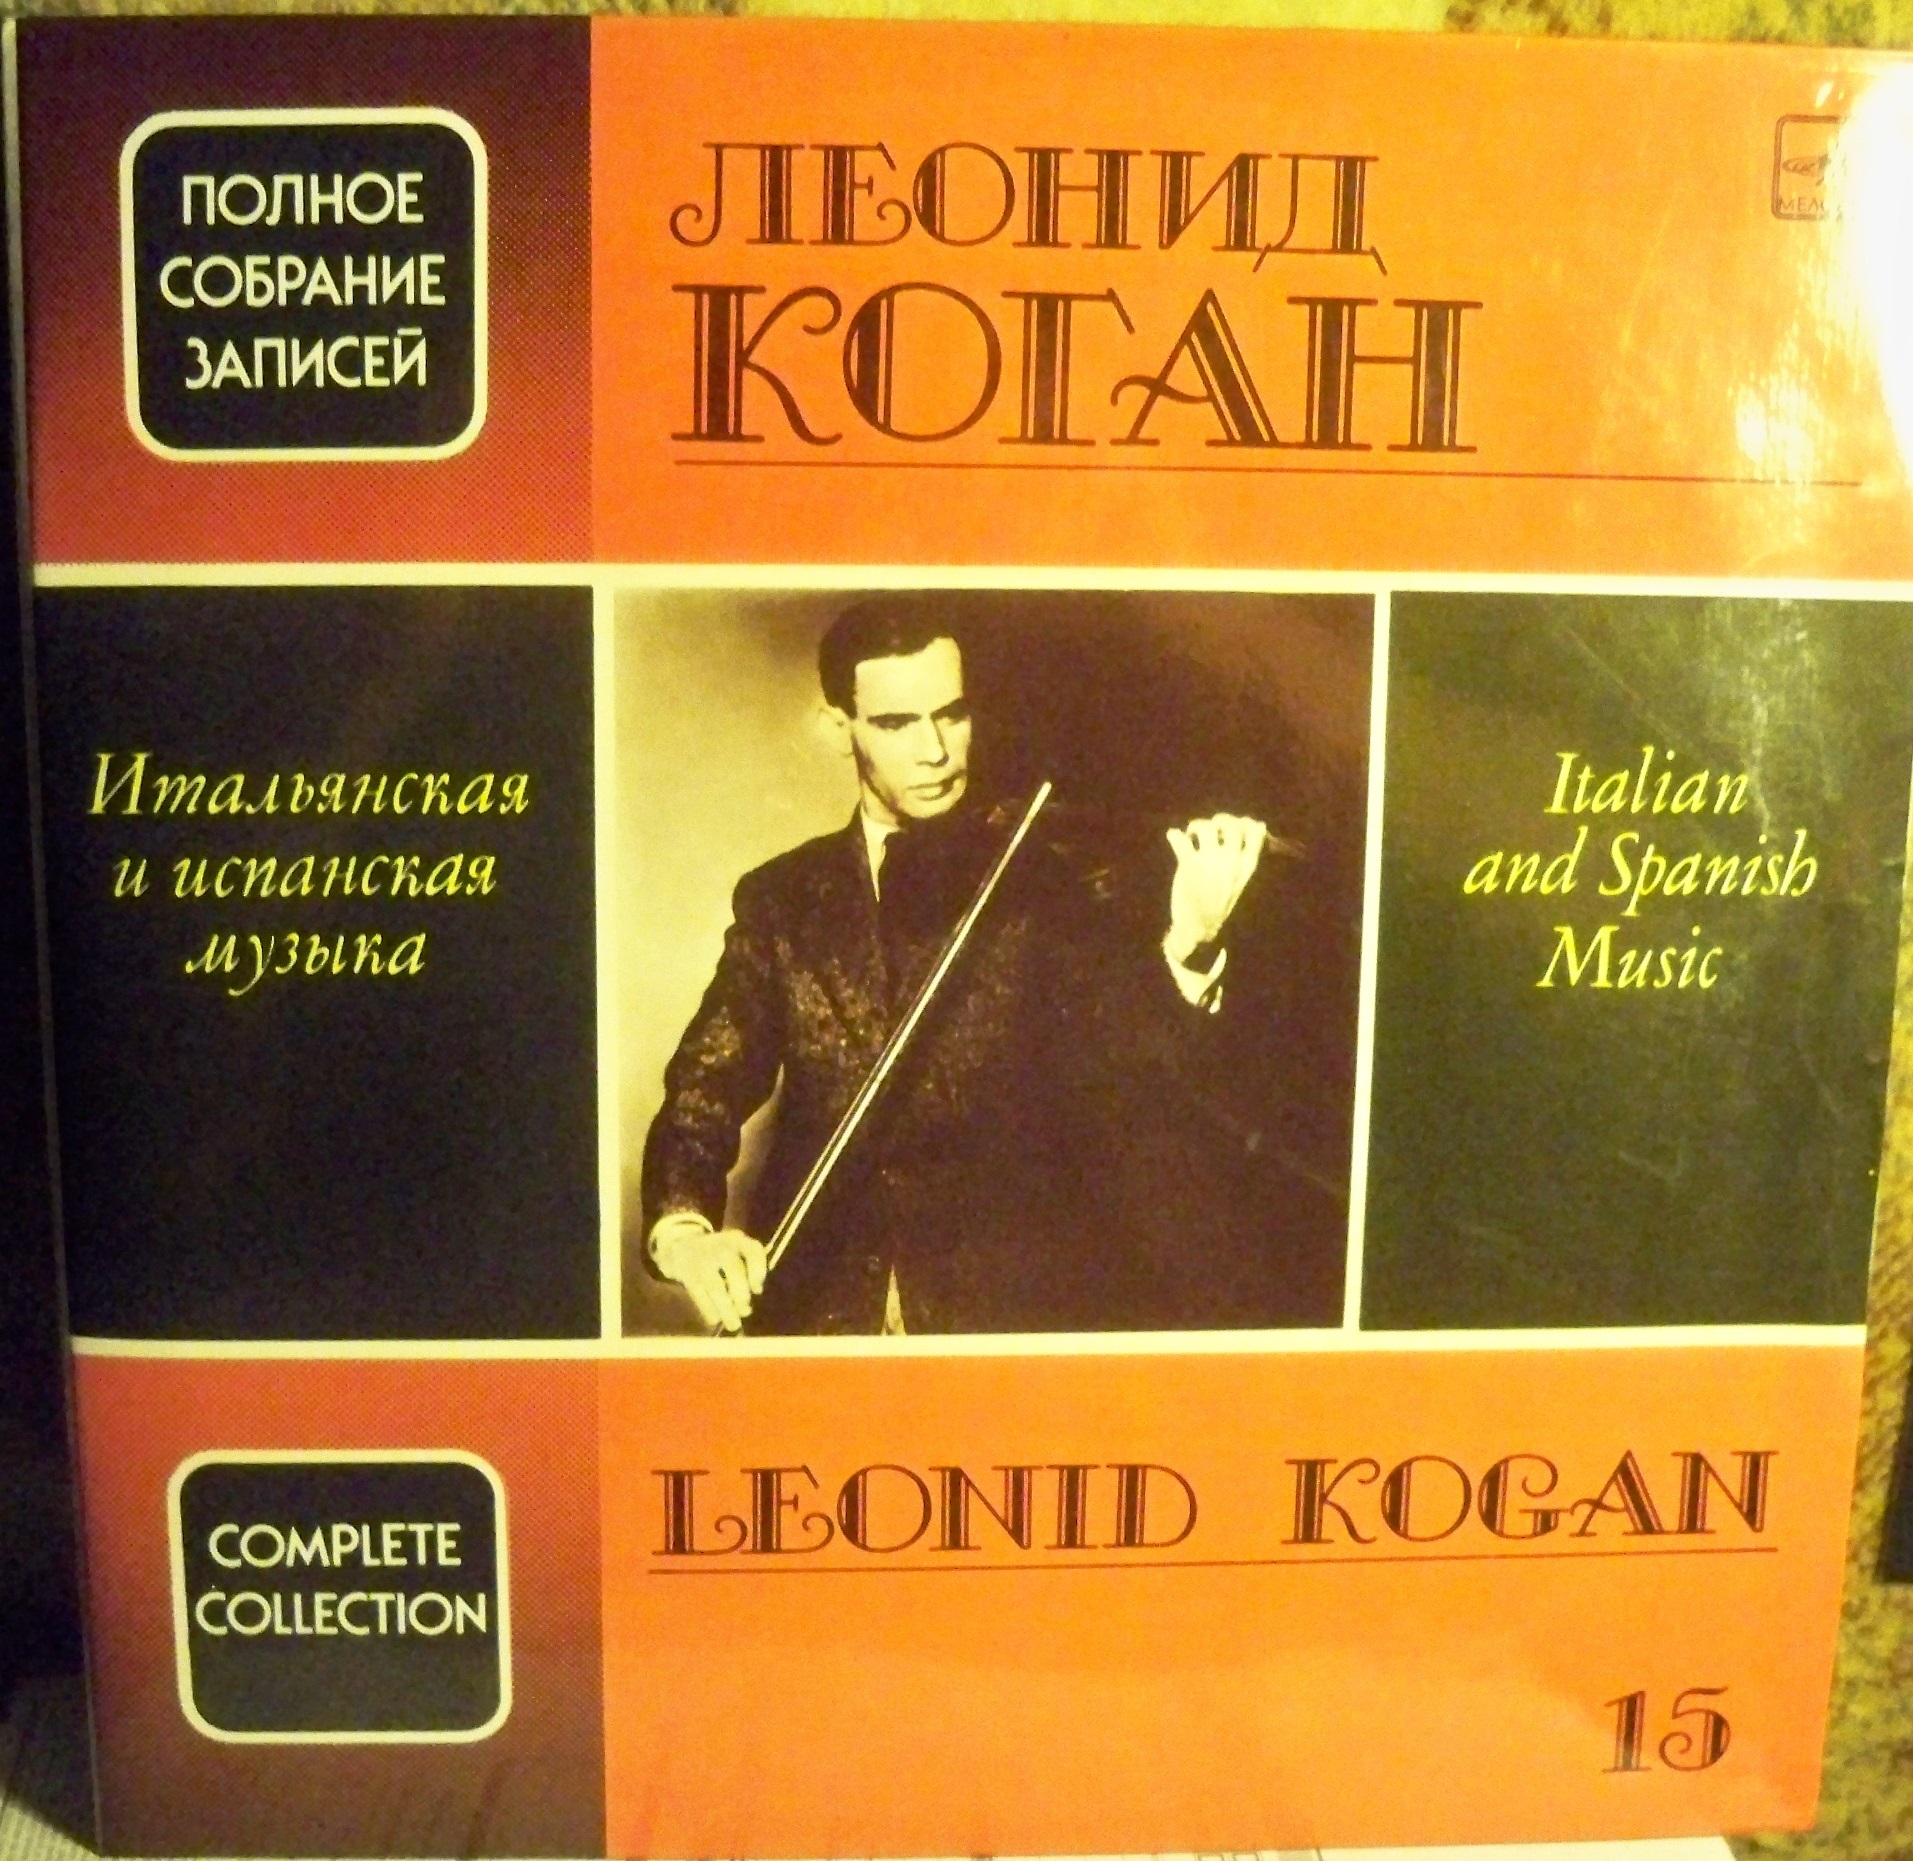 ПОЛНОЕ
СОБРАНИЕ
ЗАПИСЕЙ
ЛЕОНИД
КОГАН
Итальянская
и испанская
музыка
Italian
and Spanish
Music
COMPLETE
COLLECTION
LEONID KOGAN
15